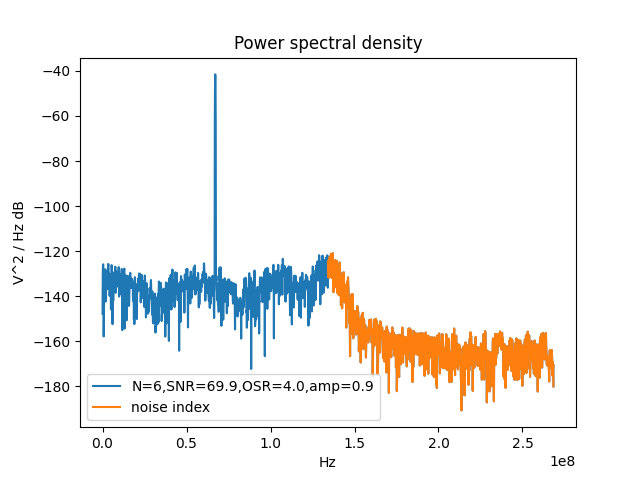 Power spectral density
V^2 / Hz dB
−40
−60
−80
−100
−120
−140
−160
−180
N=6,SNR=69.9,OSR=4.0,amp=0.9
noise index
0.0 0.5 1.0 1.5 2.0 2.5
1e8
Hz